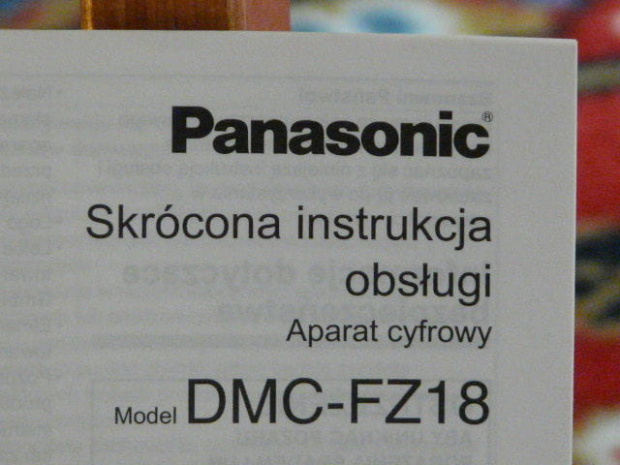 Panasonic®
Skrócona instrukcja
obsługi
Aparat cyfrowy
Model DMC-FZ18